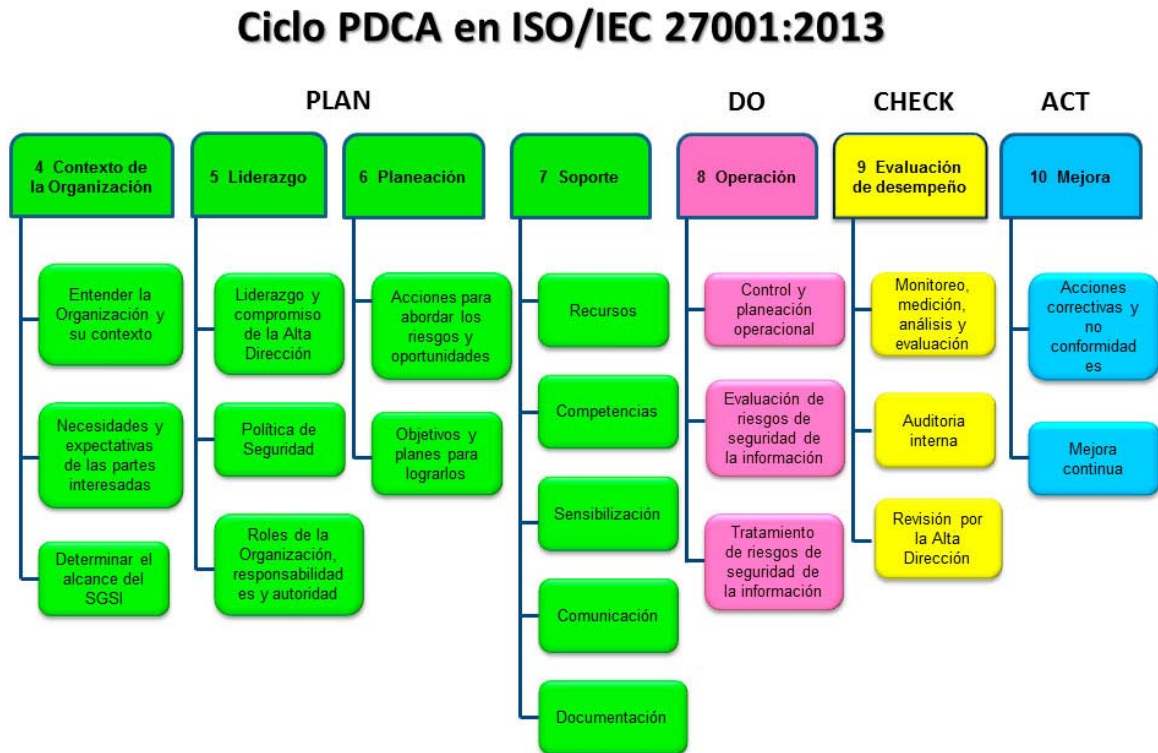 Ciclo PDCA en ISO/IEC 27001:2013
PLAN
DO
CHECK
ACT
4 Contexto de
la Organización
5 Liderazgo
6 Planeación
7 Soporte
8 Operación
9 Evaluación
de desempeño
10 Mejora
Entender la
Organización y
su contexto
Necesidades y
expectativas
de las partes
interesadas
Determinar el
alcance del
SGSI
Liderazgo y
compromiso
de la Alta
Dirección
Política de
Seguridad
Roles de la
Organización,
responsabilidad
es y autoridad
Acciones para
abordar los
riesgos y
oportunidades
Objetivos y
planes para
lograrlos
Recursos
Competencias
Sensibilización
Comunicación
Documentación
Control y
planeación
operacional
Evaluación de
riesgos de
seguridad de
la información
Tratamiento
de riesgos de
seguridad de
la información
Monitoreo,
medición,
análisis y
evaluación
Auditoria
interna
Revisión por
la Alta
Dirección
Acciones
correctivas y
no
conformidad
es
Mejora
continua